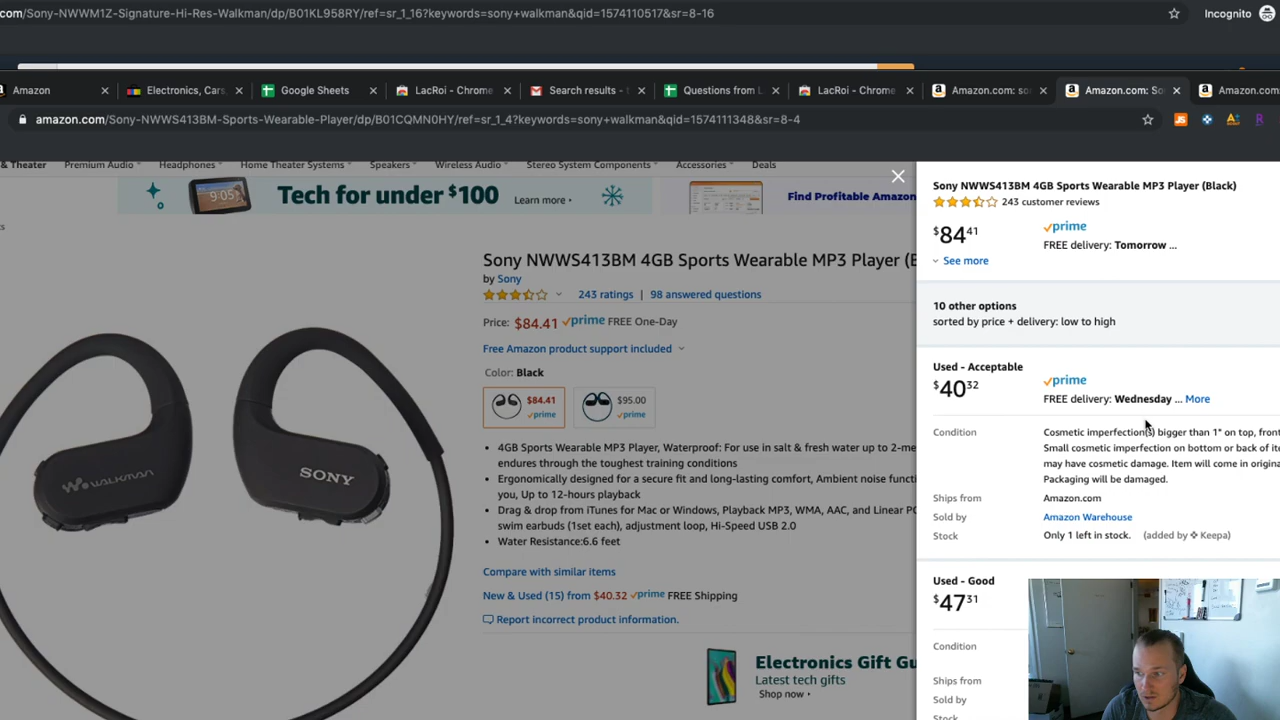 com/Sony-NWWM1Z-Signature-Hi-Res-Walkman/dp/B01KL958RY/ref=sr_1_16?keywords=sony+walkman&qid=1574110517&sr=8-16
Incognito
Amazon
Electronics, Cars,
Google Sheets
LacRoi - Chrome
Search results -
Questions from L
LacRoi - Chrome
Amazon.com: so
Amazon.com: So
Amazon.com
amazon.com/Sony-NWWS413BM-Sports-Wearable-Player/dp/B01CQMN0HY/ref=sr_1_4?keywords=sony+walkman&qid=1574111348&sr=8-4
& Theater Premium Audio Headphones Home Theater Systems Speakers Wireless Audio Stereo System Components Accessories Deals
9:05
Tech for under $100
Learn more
Find Profitable Amazon
Sony NWWS413BM 4GB Sports Wearable MP3 Player (B
by Sony
243 ratings | 98 answered questions
Price: $84.41 prime FREE One-Day
Free Amazon product support included
Color: Black
$84.41
prime
$95.00
prime
• 4GB Sports Wearable MP3 Player, Waterproof: For use in salt & fresh water up to 2-me
endures through the toughest training conditions
• Ergonomically designed for a secure fit and long-lasting comfort, Ambient noise func
you, Up to 12-hours playback
• Drag & drop from iTunes for Mac or Windows, Playback MP3, WMA, AAC, and Linear PC
swim earbuds (1set each), adjustment loop, Hi-Speed USB 2.0
• Water Resistance:6.6 feet
Compare with similar items
New & Used (15) from $40.32 prime FREE Shipping
Report incorrect product information.
Electronics Gift Gu
Latest tech gifts
Shop now ›
WALKMAN
SONY
Sony NWWS413BM 4GB Sports Wearable MP3 Player (Black)
243 customer reviews
$84 41
prime
FREE delivery: Tomorrow ...
See more
10 other options
sorted by price + delivery: low to high
Used - Acceptable
$40 32
prime
FREE delivery: Wednesday ... More
Condition
Cosmetic imperfection(s) bigger than 1" on top, front
Small cosmetic imperfection on bottom or back of ite
may have cosmetic damage. Item will come in origina
Packaging will be damaged.
Ships from Amazon.com
Sold by Amazon Warehouse
Stock Only 1 left in stock. (added by Keepa)
Used - Good
$47 31
Condition
Ships from
Sold by
Stock